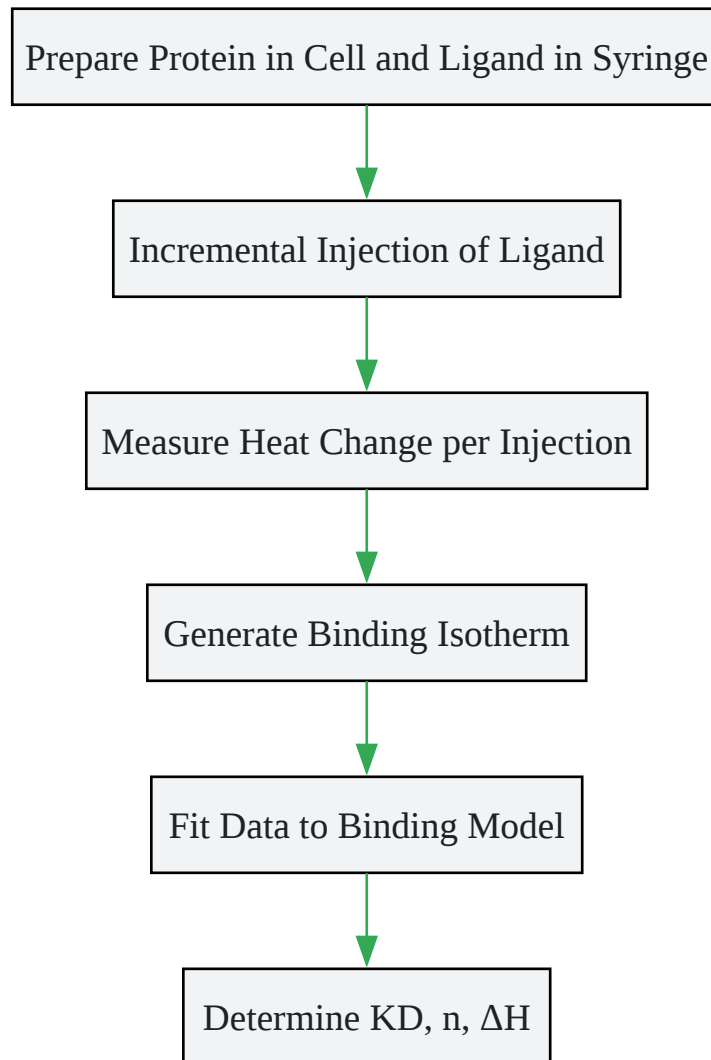 Prepare Protein in Cell and Ligand in Syringe
Incremental Injection of Ligand
Measure Heat Change per Injection
Generate Binding Isotherm
Fit Data to Binding Model
Determine KD, n, ΔH